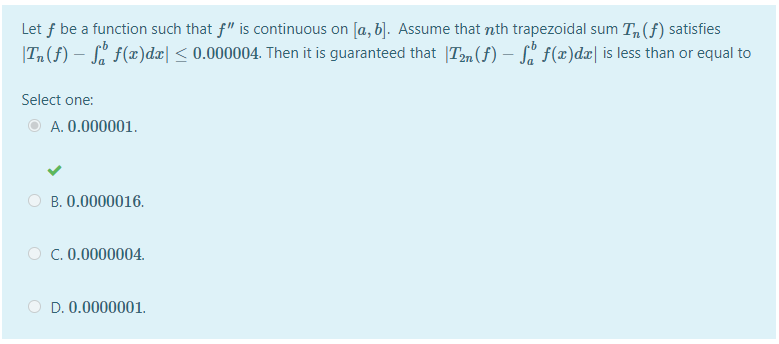 Let f be a function such that f″ is continuous on [a, b]. Assume that nth trapezoidal sum Tₙ(f) satisfies
|Tₙ(f) − ∫ₐᵇ f(x)dx| ≤ 0.000004. Then it is guaranteed that |T₂ₙ(f) − ∫ₐᵇ f(x)dx| is less than or equal to
Select one:
A. 0.000001.
B. 0.0000016.
C. 0.0000004.
D. 0.0000001.